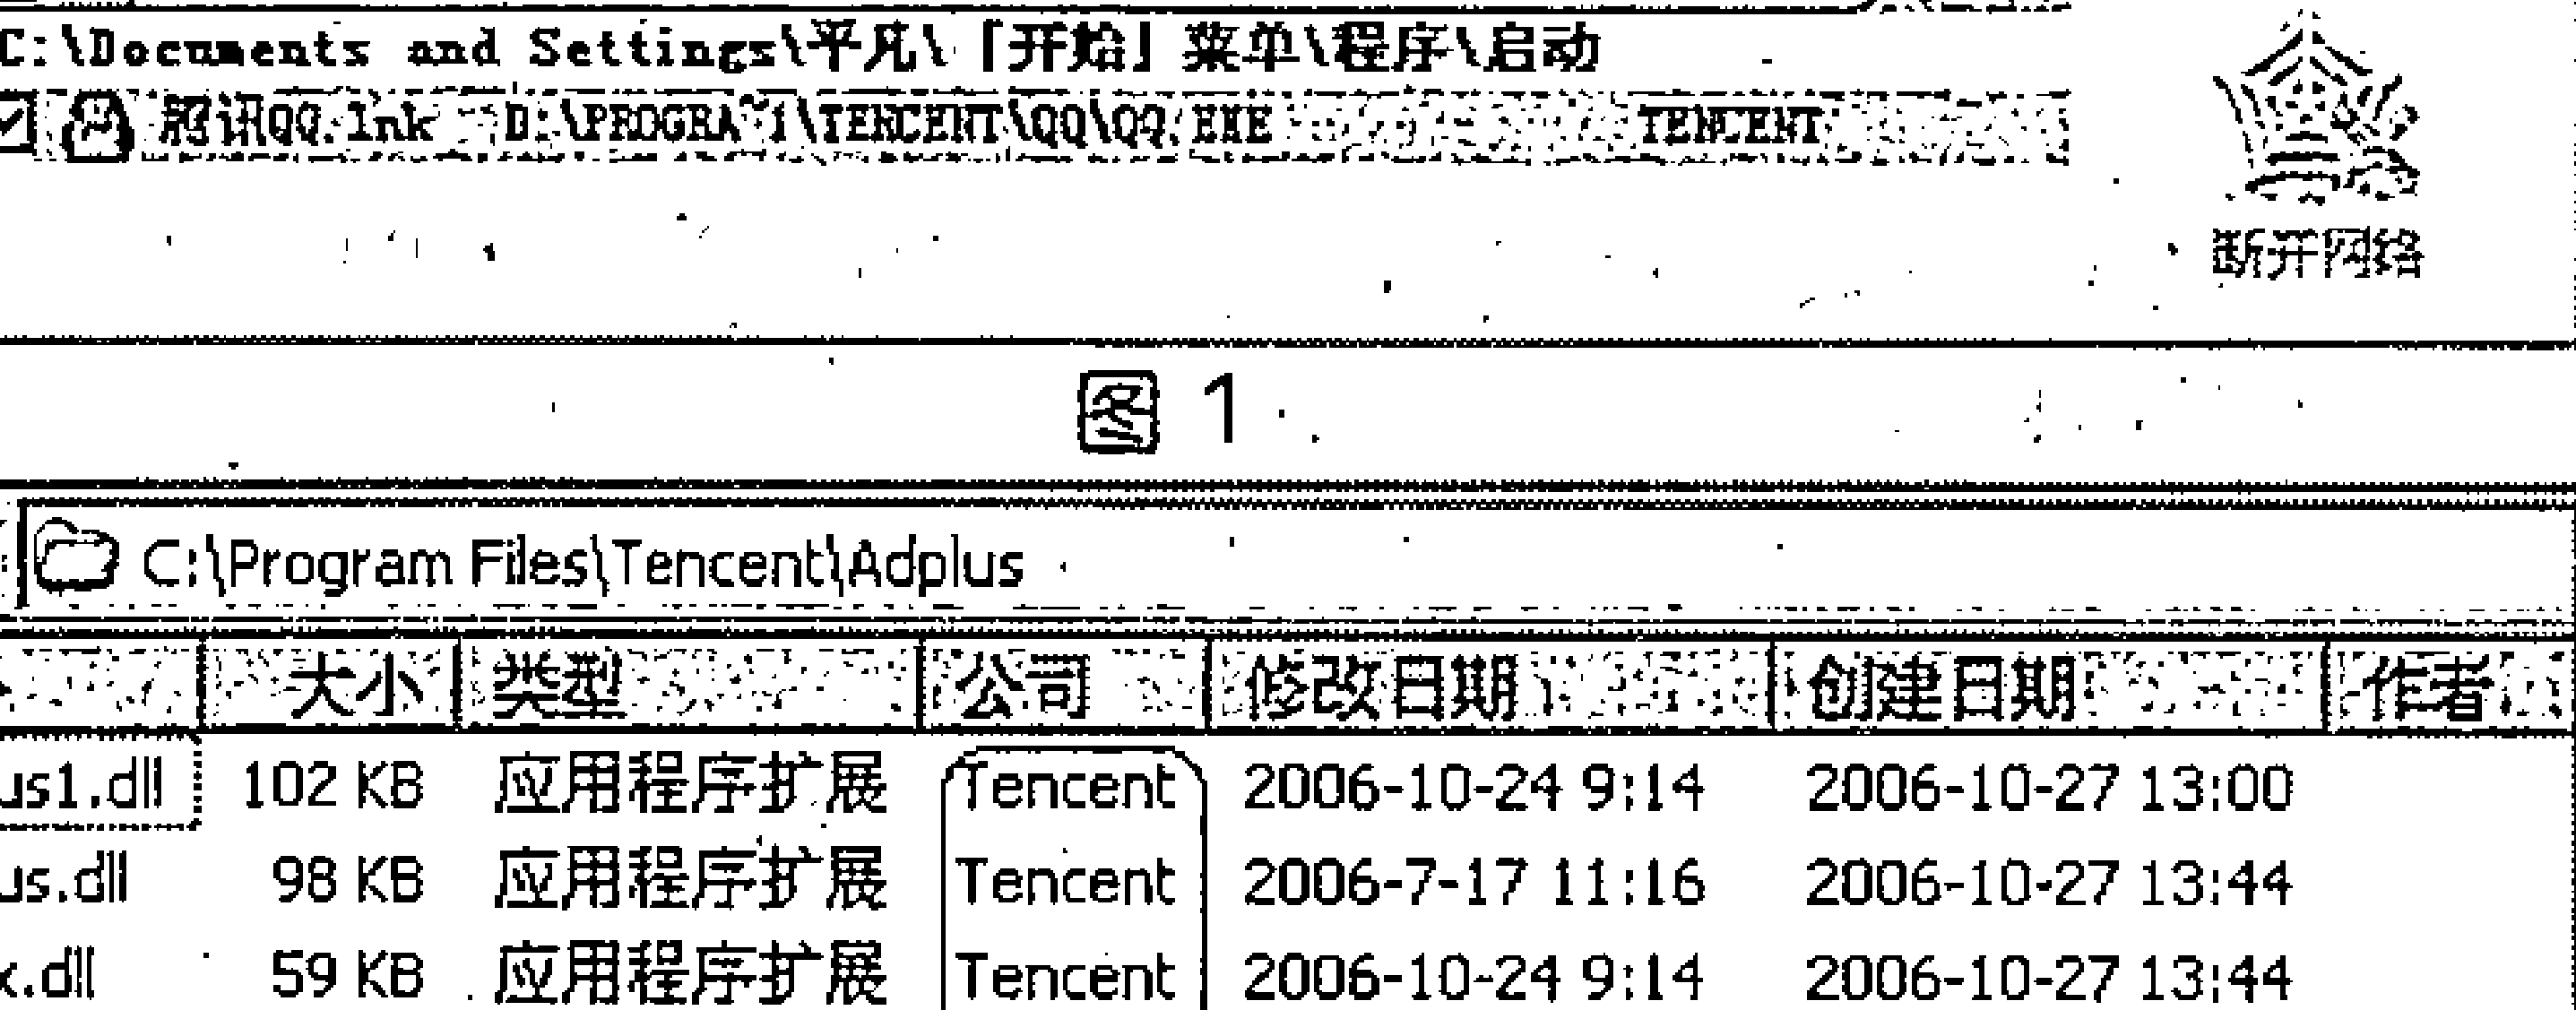 C:\Documents and Settings\平凡\「开始」菜单\程序\启动
腾讯QQ.lnk D:\PROGRA~1\TENCENT\QQ\QQ.EXE TENCENT
断开网络
图 1
C:\Program Files\Tencent\Adplus
大小 类型 公司 修改日期 创建日期 作者
us1.dll 102 KB 应用程序扩展 Tencent 2006-10-24 9:14 2006-10-27 13:00
us.dll 98 KB 应用程序扩展 Tencent 2006-7-17 11:16 2006-10-27 13:44
x.dll 59 KB 应用程序扩展 Tencent 2006-10-24 9:14 2006-10-27 13:44